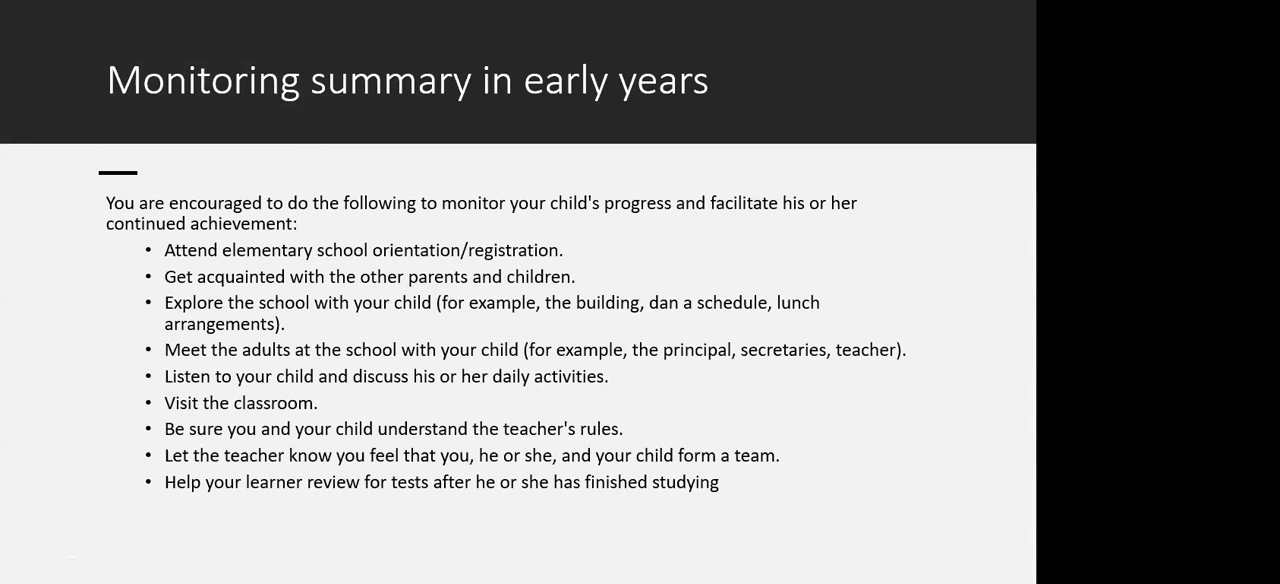 Monitoring summary in early years
You are encouraged to do the following to monitor your child's progress and facilitate his or her
continued achievement:
• Attend elementary school orientation/registration.
• Get acquainted with the other parents and children.
• Explore the school with your child (for example, the building, dan a schedule, lunch
arrangements).
• Meet the adults at the school with your child (for example, the principal, secretaries, teacher).
• Listen to your child and discuss his or her daily activities.
• Visit the classroom.
• Be sure you and your child understand the teacher's rules.
• Let the teacher know you feel that you, he or she, and your child form a team.
• Help your learner review for tests after he or she has finished studying